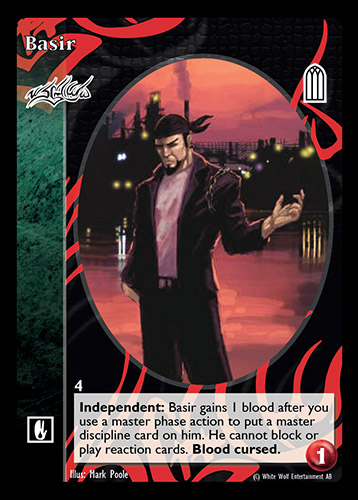 Basir
4
Independent: Basir gains 1 blood after you
use a master phase action to put a master
discipline card on him. He cannot block or
play reaction cards. Blood cursed.
1
Illus: Mark Poole
(C) White Wolf Entertainment AB